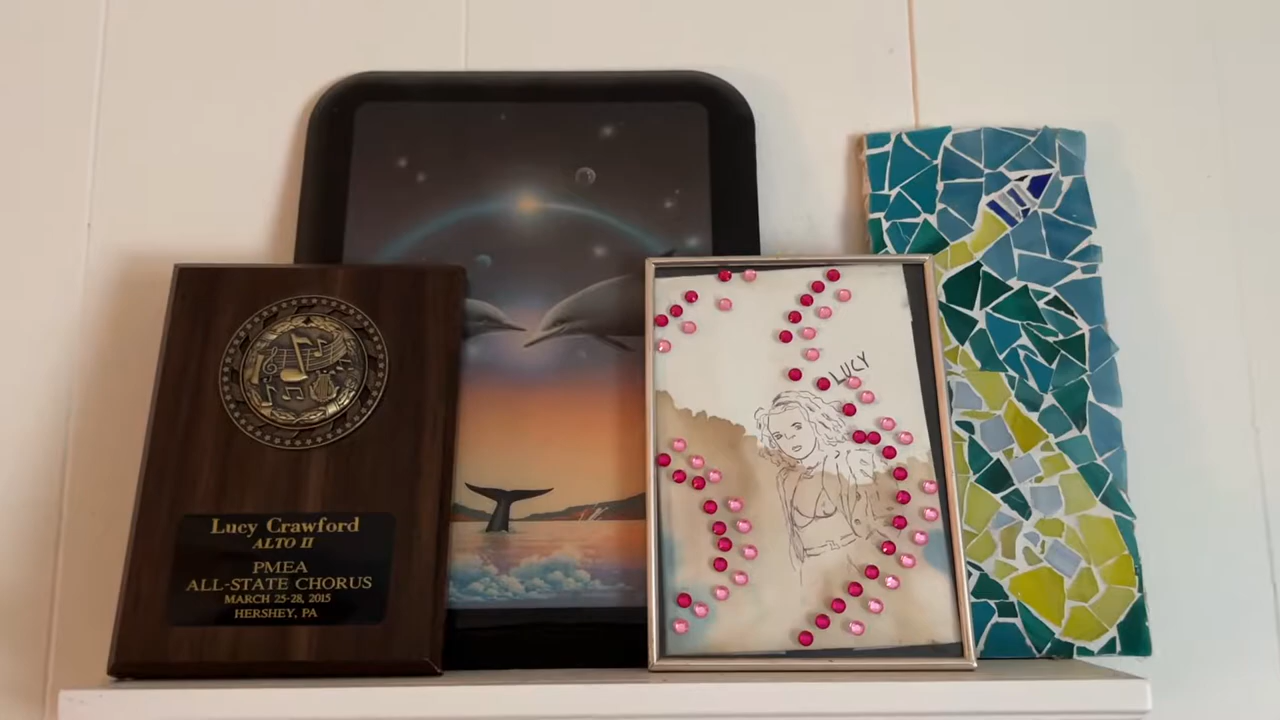 Lucy Crawford
ALTO II
PMEA
ALL-STATE CHORUS
MARCH 25-28, 2015
HERSHEY, PA
LUCY